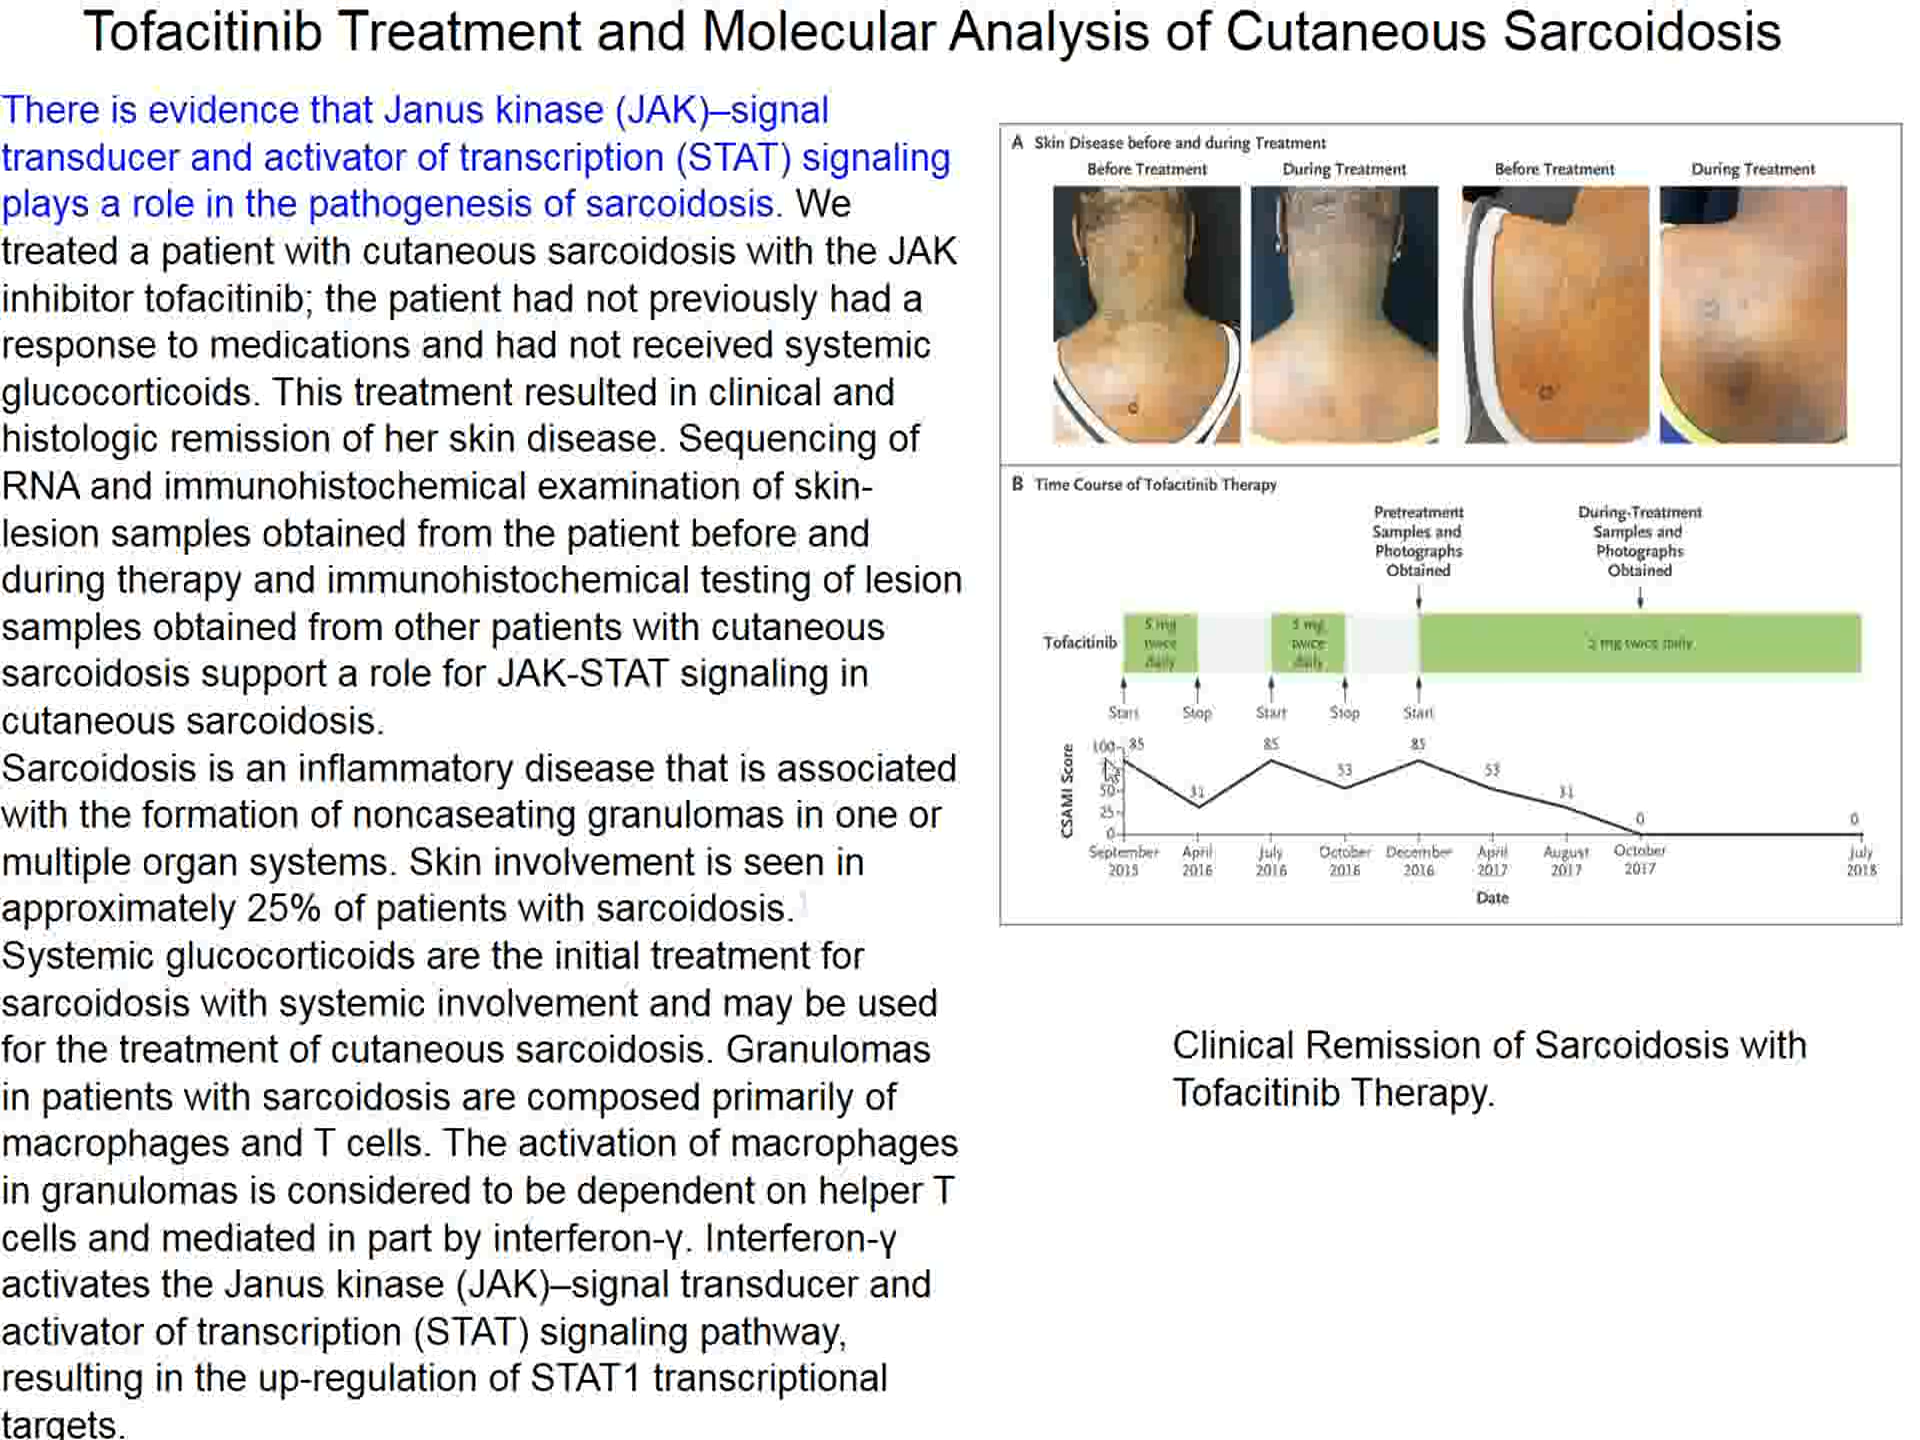 Tofacitinib Treatment and Molecular Analysis of Cutaneous Sarcoidosis
There is evidence that Janus kinase (JAK)–signal
transducer and activator of transcription (STAT) signaling
plays a role in the pathogenesis of sarcoidosis. We
treated a patient with cutaneous sarcoidosis with the JAK
inhibitor tofacitinib; the patient had not previously had a
response to medications and had not received systemic
glucocorticoids. This treatment resulted in clinical and
histologic remission of her skin disease. Sequencing of
RNA and immunohistochemical examination of skin-
lesion samples obtained from the patient before and
during therapy and immunohistochemical testing of lesion
samples obtained from other patients with cutaneous
sarcoidosis support a role for JAK-STAT signaling in
cutaneous sarcoidosis.
Sarcoidosis is an inflammatory disease that is associated
with the formation of noncaseating granulomas in one or
multiple organ systems. Skin involvement is seen in
approximately 25% of patients with sarcoidosis.1
Systemic glucocorticoids are the initial treatment for
sarcoidosis with systemic involvement and may be used
for the treatment of cutaneous sarcoidosis. Granulomas
in patients with sarcoidosis are composed primarily of
macrophages and T cells. The activation of macrophages
in granulomas is considered to be dependent on helper T
cells and mediated in part by interferon-γ. Interferon-γ
activates the Janus kinase (JAK)–signal transducer and
activator of transcription (STAT) signaling pathway,
resulting in the up-regulation of STAT1 transcriptional
targets.
A Skin Disease before and during Treatment
Before Treatment During Treatment Before Treatment During Treatment
B Time Course of Tofacitinib Therapy
Pretreatment During-Treatment
Samples and Samples and
Photographs Photographs
Obtained Obtained
Tofacitinib
5 mg twice daily
5 mg twice daily
5 mg twice daily
Start Stop Start Stop Start
CSAMI Score
100
50
25
0
85 31 85 53 85 53 31 0 0
September 2015
April 2016
July 2016
October 2016
December 2016
April 2017
August 2017
October 2017
July 2018
Date
Clinical Remission of Sarcoidosis with
Tofacitinib Therapy.